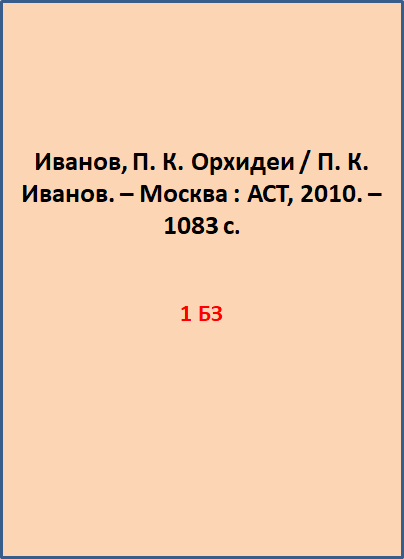 Иванов, П. К. Орхидеи / П. К.
Иванов. – Москва : АСТ, 2010. –
1083 с.
1 БЗ